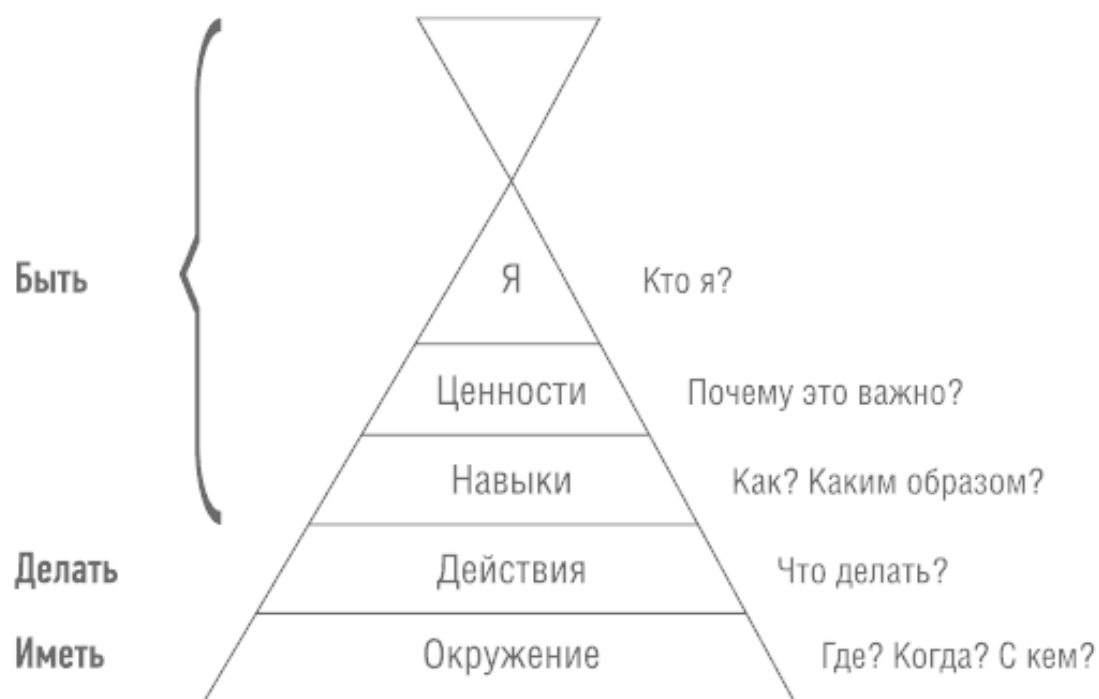 Быть
Я
Кто я?
Ценности
Почему это важно?
Навыки
Как? Каким образом?
Делать
Действия
Что делать?
Иметь
Окружение
Где? Когда? С кем?